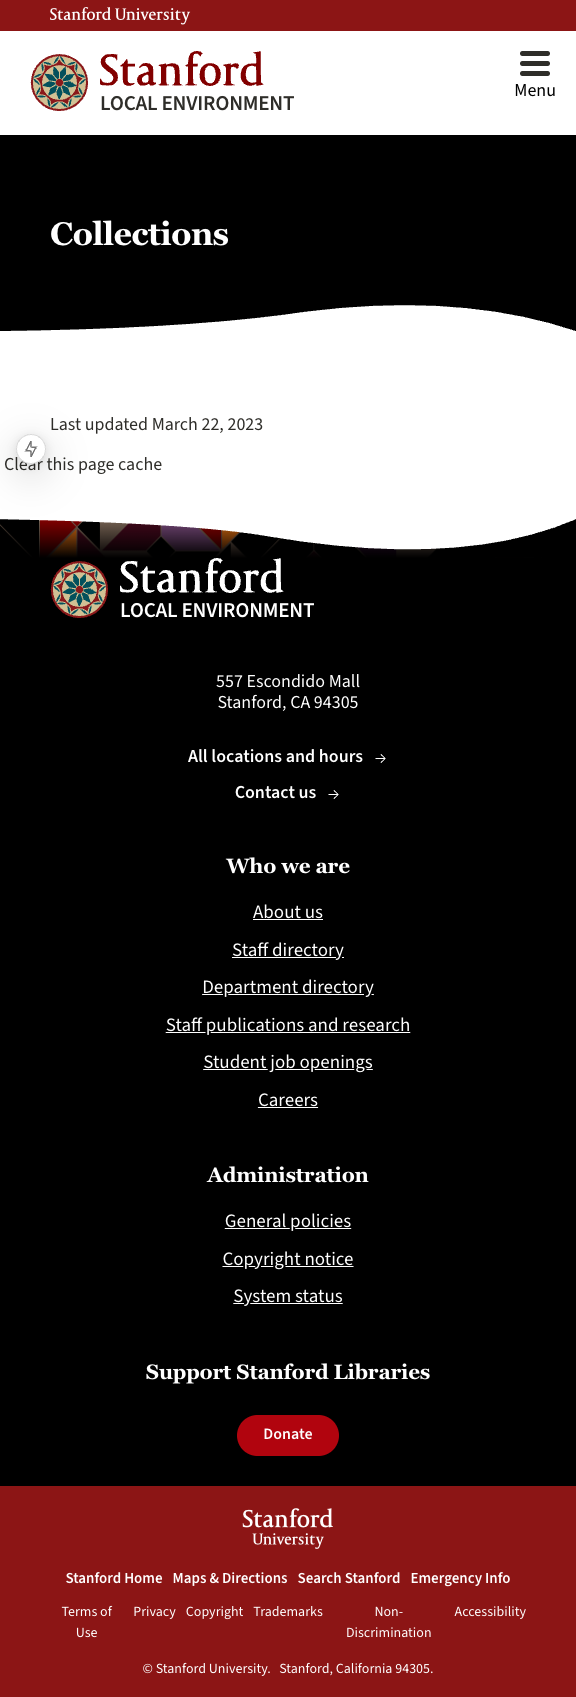 Stanford University
Stanford
LOCAL ENVIRONMENT
Menu
Collections
Last updated March 22, 2023
Clear this page cache
Stanford
LOCAL ENVIRONMENT
557 Escondido Mall
Stanford, CA 94305
All locations and hours →
Contact us →
Who we are
About us
Staff directory
Department directory
Staff publications and research
Student job openings
Careers
Administration
General policies
Copyright notice
System status
Support Stanford Libraries
Donate
Stanford
University
Stanford Home Maps & Directions Search Stanford Emergency Info
Terms of Use Privacy Copyright Trademarks Non-Discrimination Accessibility
© Stanford University. Stanford, California 94305.